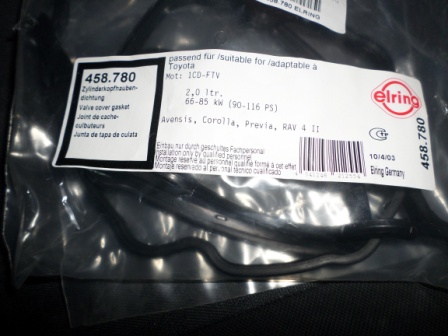 458.780 ELRING
458.780
Zylinderkopfhauben-
dichtung
Valve cover gasket
Joint de cache-
culbuteurs
Junta de tapa de culata
passend für /suitable for /adaptable à
Toyota
Mot: 1CD-FTV
2,0 ltr.
66-85 kW (90-116 PS)
Avensis, Corolla, Previa, RAV 4 II
Einbau nur durch geschultes Fachpersonal
Installation only by qualified personnel
Montage réservé au personnel qualifié formé à cet effet
Montaje reservado al personal técnico cualificado
elring
10/4/03
Elring Germany
458.780